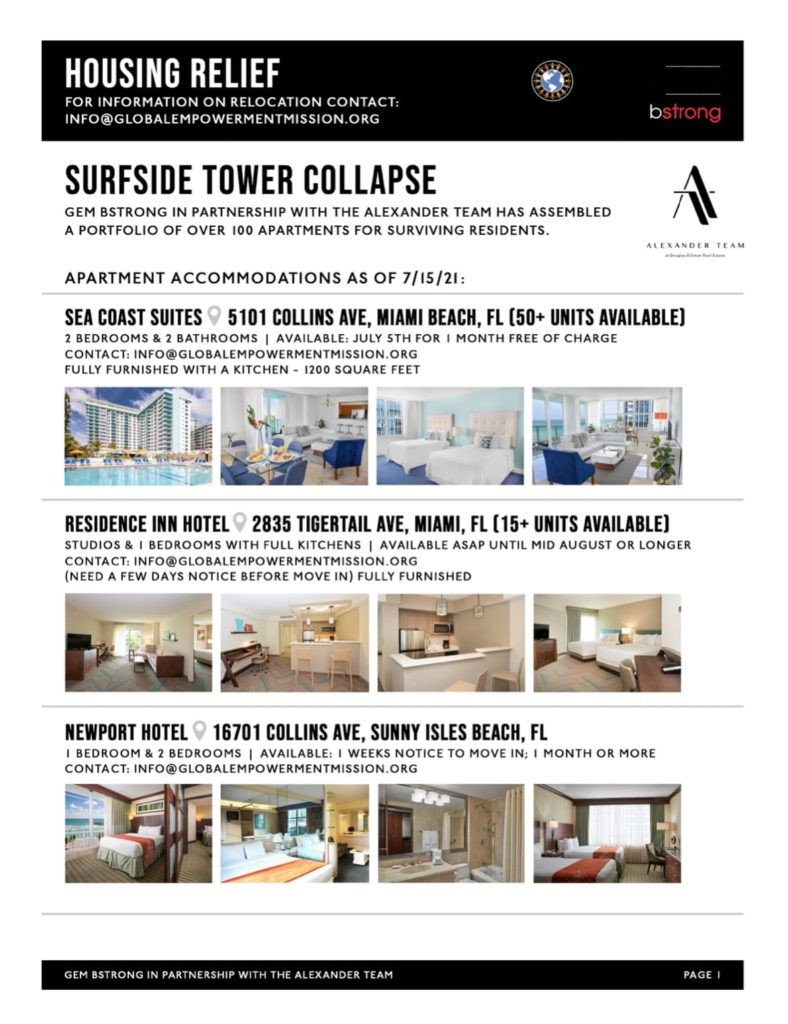 HOUSING RELIEF
FOR INFORMATION ON RELOCATION CONTACT:
INFO@GLOBALEMPOWERMENTMISSION.ORG
bstrong
SURFSIDE TOWER COLLAPSE
GEM BSTRONG IN PARTNERSHIP WITH THE ALEXANDER TEAM HAS ASSEMBLED
A PORTFOLIO OF OVER 100 APARTMENTS FOR SURVIVING RESIDENTS.
ALEXANDER TEAM
at Douglas Elliman Real Estate
APARTMENT ACCOMMODATIONS AS OF 7/15/21:
SEA COAST SUITES 5101 COLLINS AVE, MIAMI BEACH, FL (50+ UNITS AVAILABLE)
2 BEDROOMS & 2 BATHROOMS | AVAILABLE: JULY 5TH FOR 1 MONTH FREE OF CHARGE
CONTACT: INFO@GLOBALEMPOWERMENTMISSION.ORG
FULLY FURNISHED WITH A KITCHEN - 1200 SQUARE FEET
RESIDENCE INN HOTEL 2835 TIGERTAIL AVE, MIAMI, FL (15+ UNITS AVAILABLE)
STUDIOS & 1 BEDROOMS WITH FULL KITCHENS | AVAILABLE ASAP UNTIL MID AUGUST OR LONGER
CONTACT: INFO@GLOBALEMPOWERMENTMISSION.ORG
(NEED A FEW DAYS NOTICE BEFORE MOVE IN) FULLY FURNISHED
NEWPORT HOTEL 16701 COLLINS AVE, SUNNY ISLES BEACH, FL
1 BEDROOM & 2 BEDROOMS | AVAILABLE: 1 WEEKS NOTICE TO MOVE IN; 1 MONTH OR MORE
CONTACT: INFO@GLOBALEMPOWERMENTMISSION.ORG
GEM BSTRONG IN PARTNERSHIP WITH THE ALEXANDER TEAM
PAGE 1